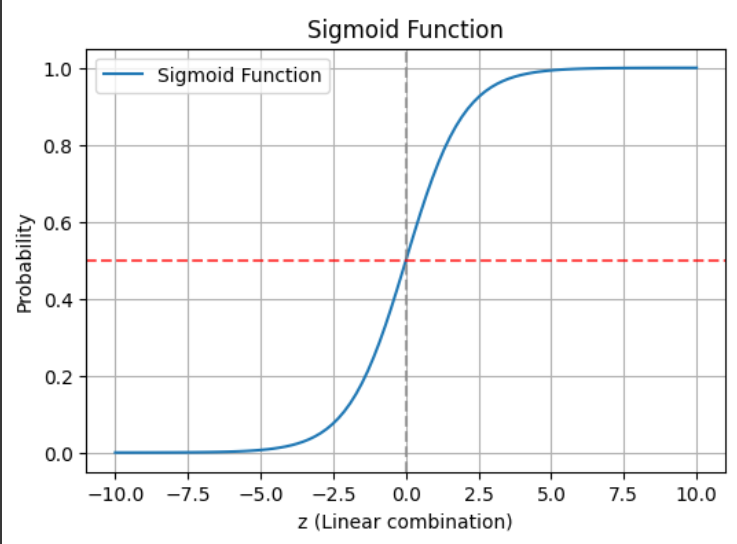 Sigmoid Function
Sigmoid Function
1.0
0.8
0.6
0.4
0.2
0.0
Probability
−10.0 −7.5 −5.0 −2.5 0.0 2.5 5.0 7.5 10.0
z (Linear combination)